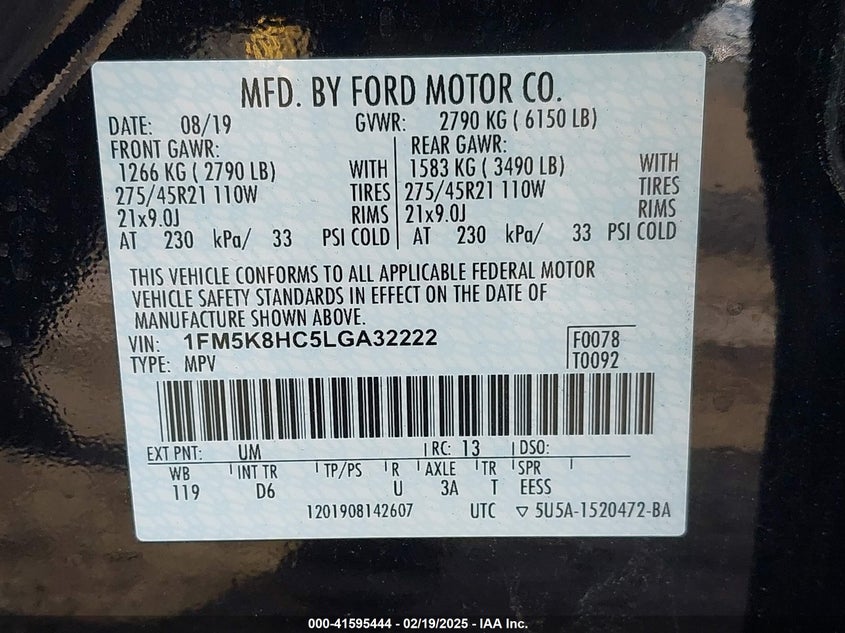 MFD. BY FORD MOTOR CO.
DATE: 08/19 GVWR: 2790 KG ( 6150 LB)
FRONT GAWR: REAR GAWR:
1266 KG ( 2790 LB) WITH 1583 KG ( 3490 LB) WITH
275/45R21 110W TIRES 275/45R21 110W TIRES
21x9.0J RIMS 21x9.0J RIMS
AT 230 kPa/ 33 PSI COLD AT 230 kPa/ 33 PSI COLD
THIS VEHICLE CONFORMS TO ALL APPLICABLE FEDERAL MOTOR
VEHICLE SAFETY STANDARDS IN EFFECT ON THE DATE OF
MANUFACTURE SHOWN ABOVE.
VIN: 1FM5K8HC5LGA32222 F0078
TYPE: MPV T0092
EXT PNT: UM RC: 13 DSO:
WB INT TR TP/PS R AXLE TR SPR
119 D6 U 3A T EESS
1201908142607 UTC ▽ 5U5A-1520472-BA
000-41595444 - 02/19/2025 - IAA Inc.